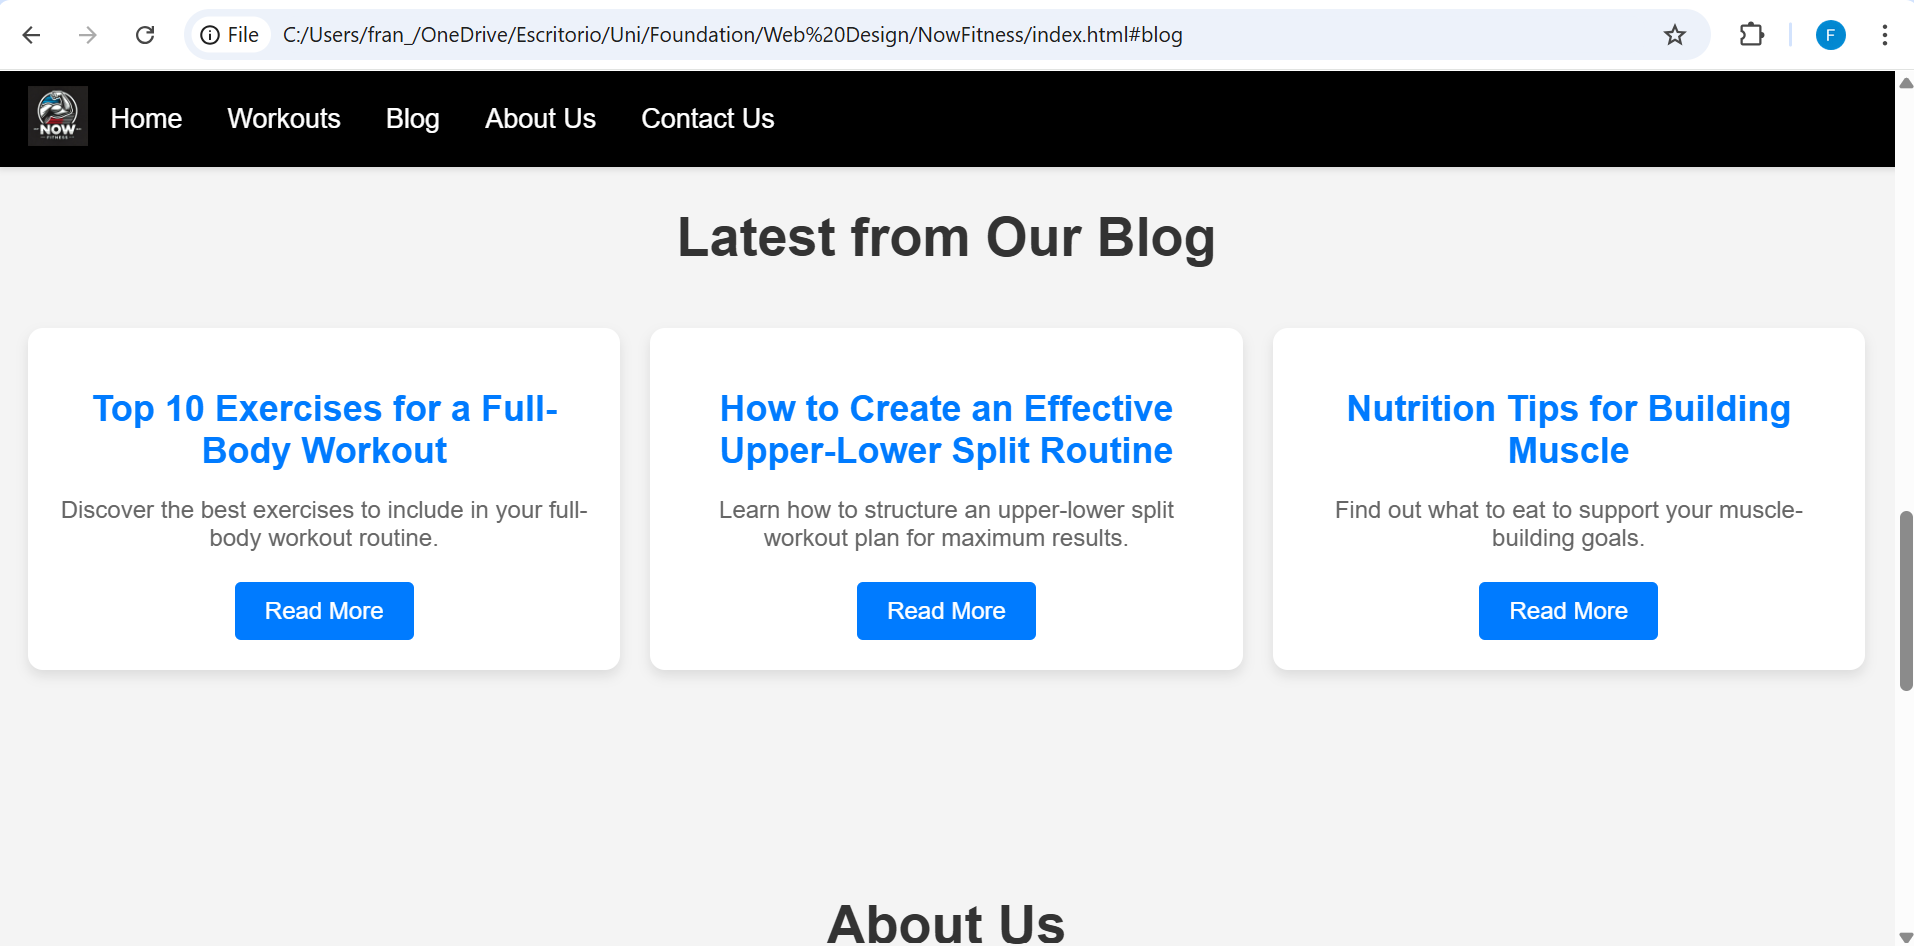 File C:/Users/fran_/OneDrive/Escritorio/Uni/Foundation/Web%20Design/NowFitness/index.html#blog F
NOW
FITNESS
Home Workouts Blog About Us Contact Us
Latest from Our Blog
Top 10 Exercises for a Full-
Body Workout
Discover the best exercises to include in your full-
body workout routine.
Read More
How to Create an Effective
Upper-Lower Split Routine
Learn how to structure an upper-lower split
workout plan for maximum results.
Read More
Nutrition Tips for Building
Muscle
Find out what to eat to support your muscle-
building goals.
Read More
About Us